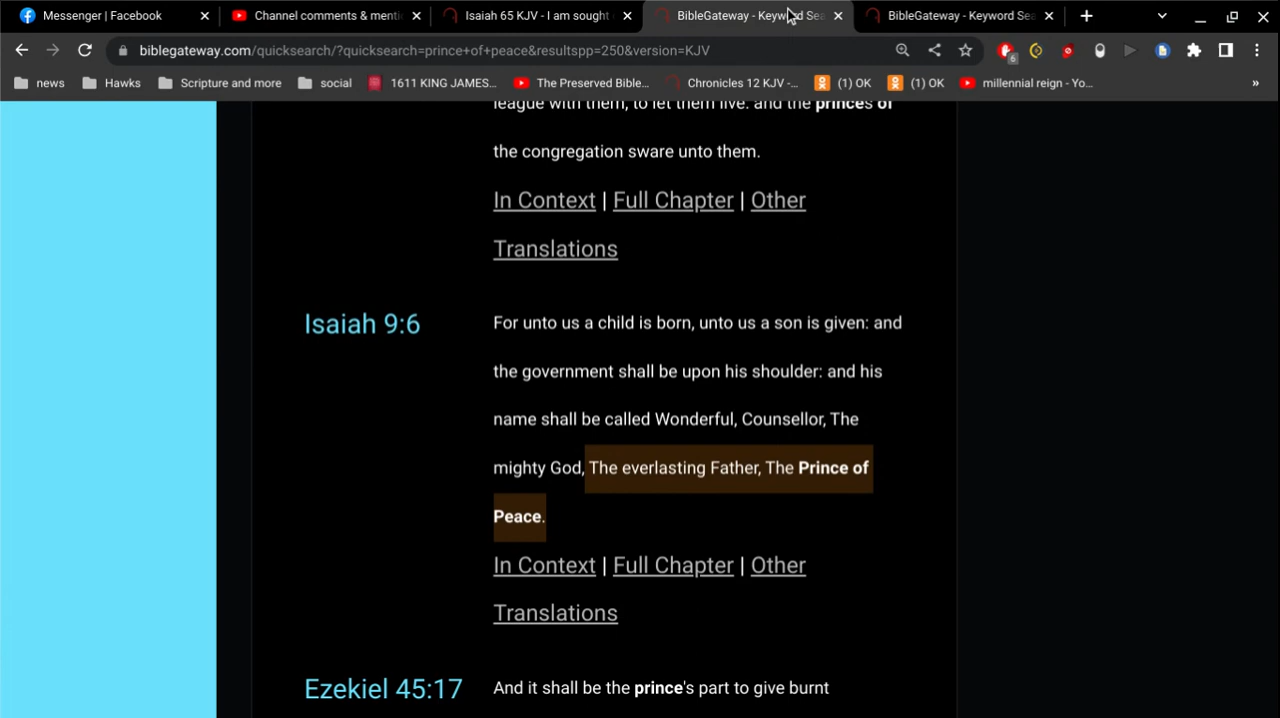 Messenger | Facebook
Channel comments & menti
Isaiah 65 KJV - I am sought
BibleGateway - Keyword Sea
BibleGateway - Keyword Sea
biblegateway.com/quicksearch/?quicksearch=prince+of+peace&resultspp=250&version=KJV
6
news
Hawks
Scripture and more
social
1611 KING JAMES...
The Preserved Bible...
Chronicles 12 KJV -...
(1) OK
(1) OK
millennial reign - Yo...
»
league with them, to let them live: and the princes of
the congregation sware unto them.
In Context | Full Chapter | Other
Translations
Isaiah 9:6
For unto us a child is born, unto us a son is given: and
the government shall be upon his shoulder: and his
name shall be called Wonderful, Counsellor, The
mighty God, The everlasting Father, The Prince of
Peace.
In Context | Full Chapter | Other
Translations
Ezekiel 45:17
And it shall be the prince's part to give burnt